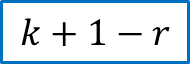 k + 1 − r